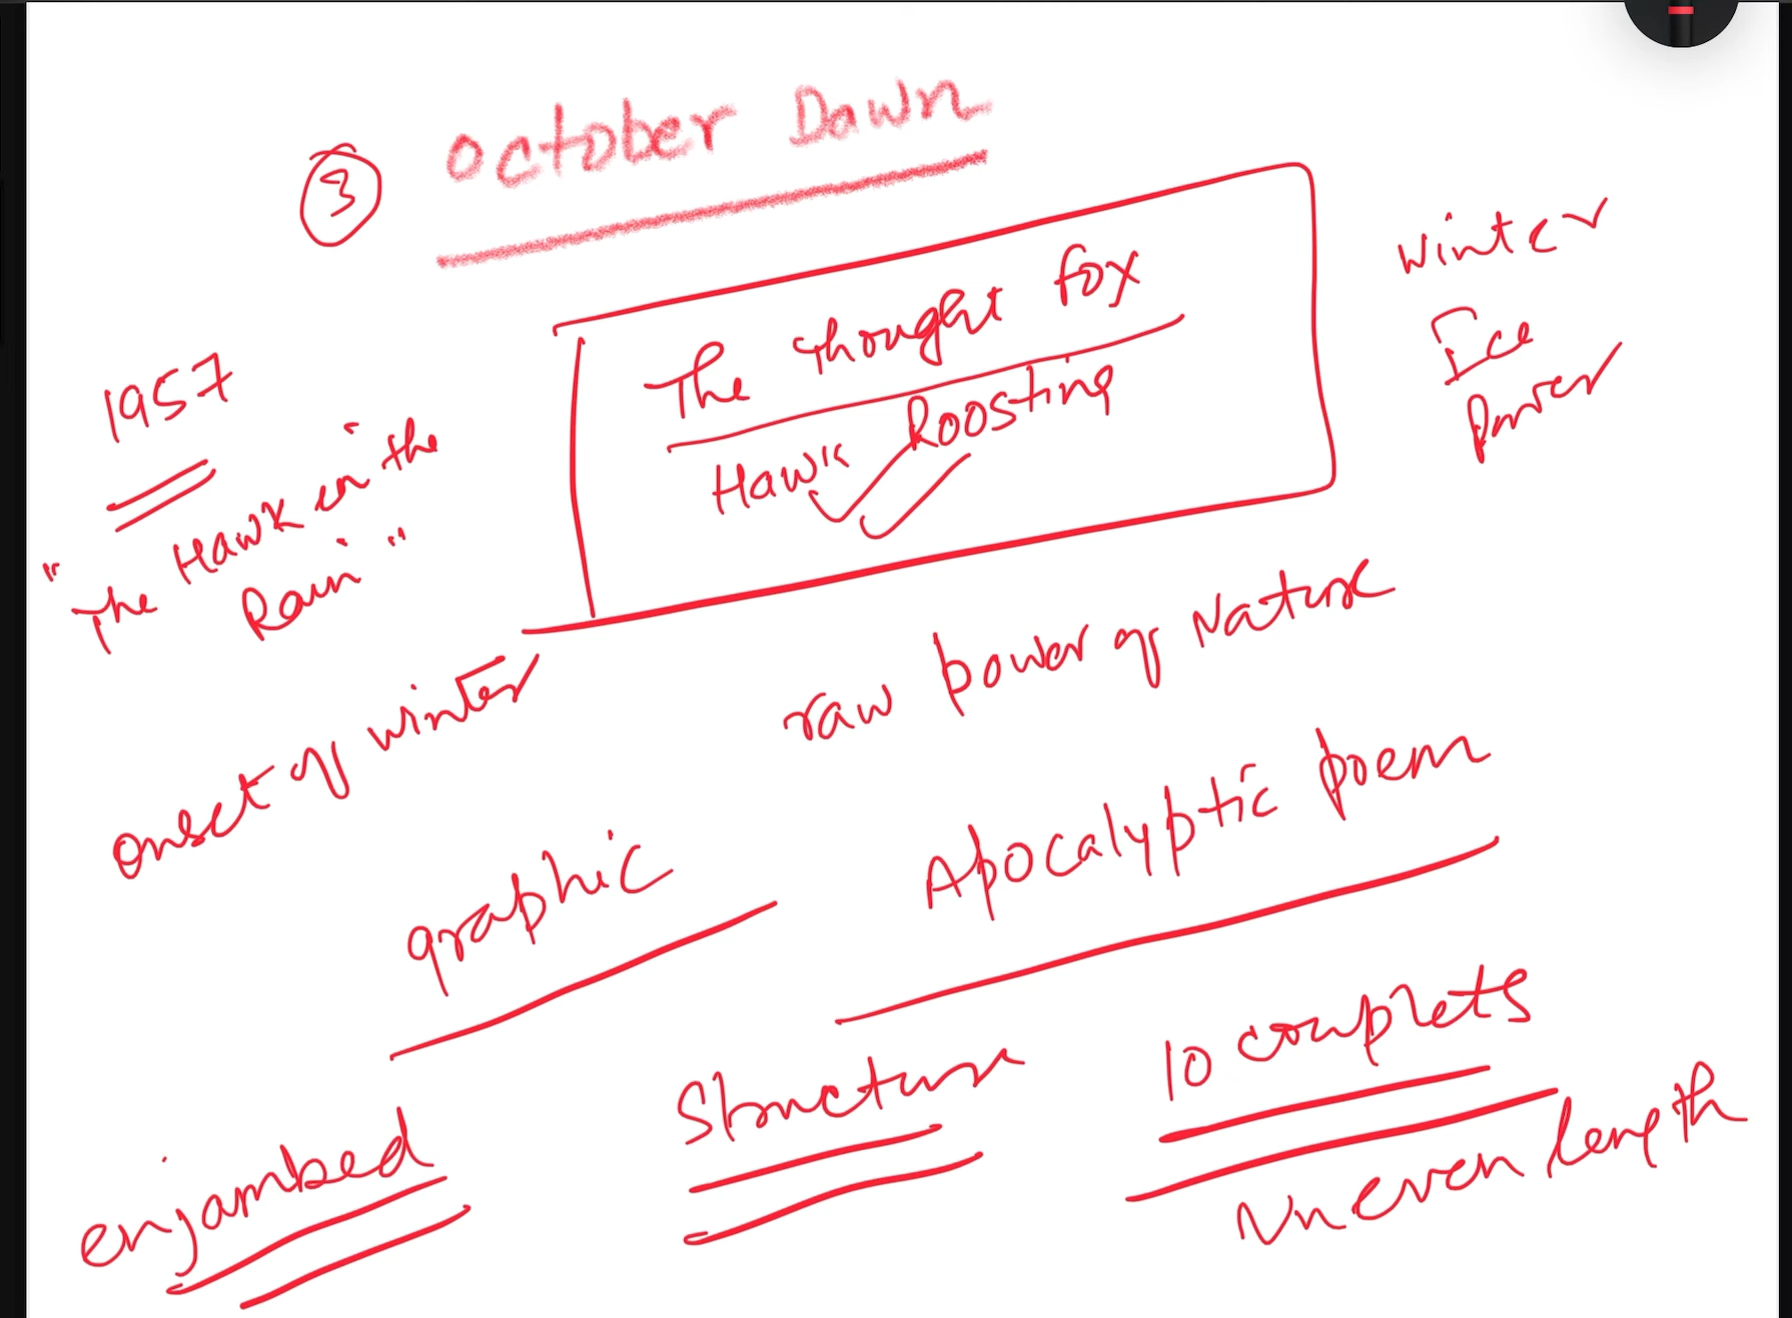 3 October Dawn
The thought fox
Hawk Roosting
Winter
Ice
Power
1957
"The Hawk in the
Rain"
onset of winter
raw power of Nature
graphic
Apocalyptic poem
Structure
10 couplets
enjambed
Uneven length